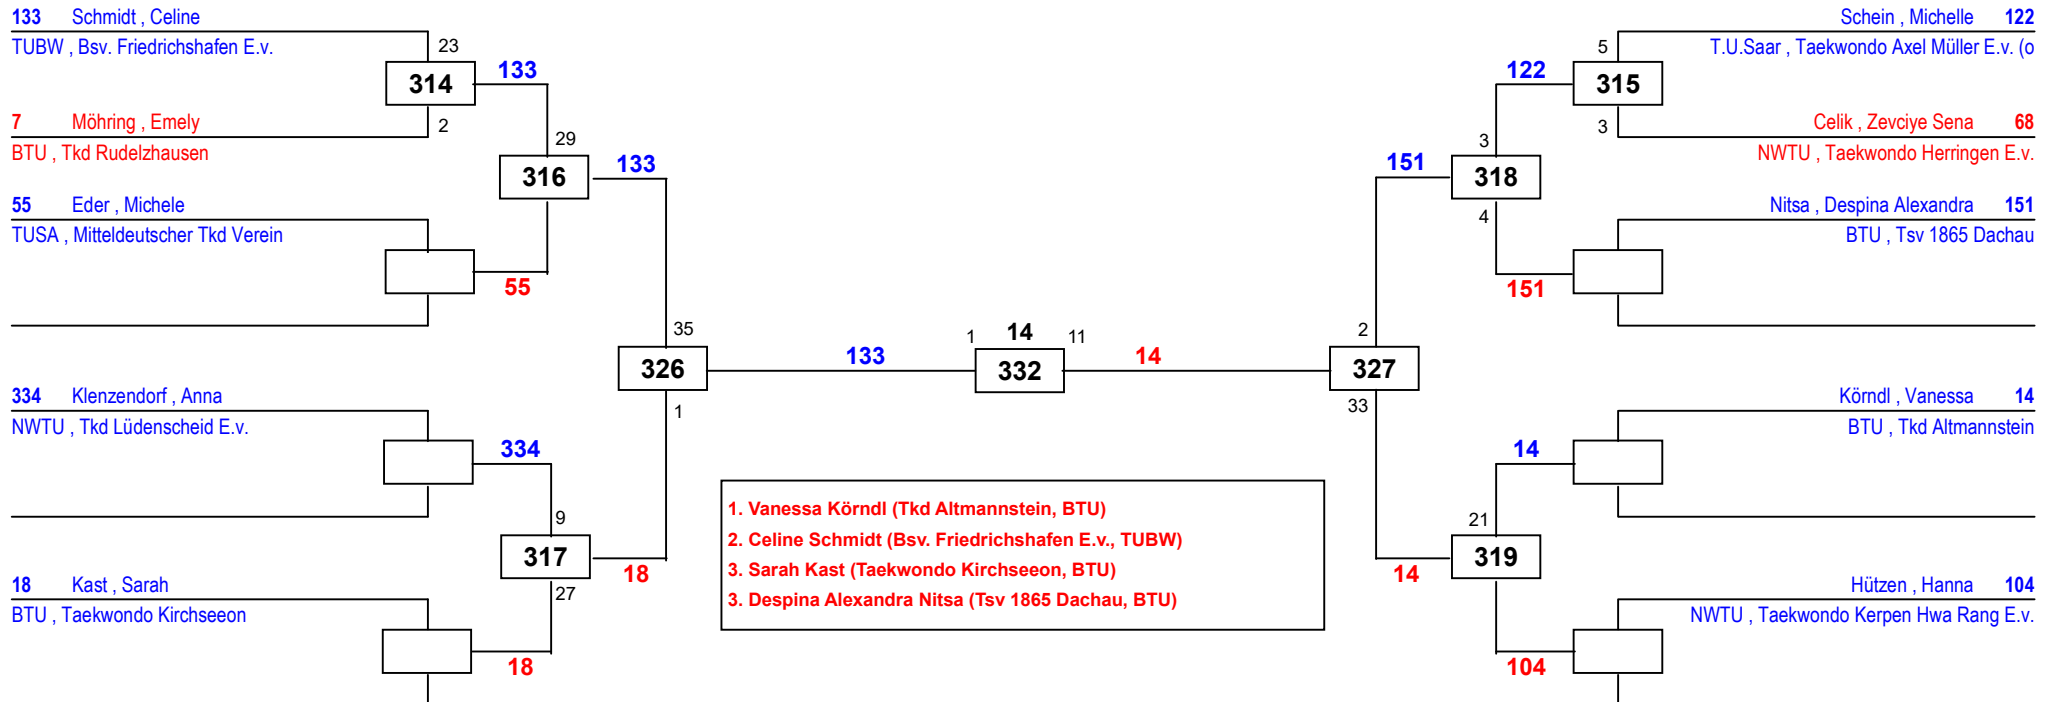 133 Schmidt , Celine
TUBW , Bsv. Friedrichshafen E.v.
23
314
133
7 Möhring , Emely
2
BTU , Tkd Rudelzhausen
29
316
133
55 Eder , Michele
TUSA , Mitteldeutscher Tkd Verein
55
35
326
1
133
334 Klenzendorf , Anna
NWTU , Tkd Lüdenscheid E.v.
334
9
317
18
27
18 Kast , Sarah
BTU , Taekwondo Kirchseeon
18
1 14 11
332
14
1. Vanessa Körndl (Tkd Altmannstein, BTU)
2. Celine Schmidt (Bsv. Friedrichshafen E.v., TUBW)
3. Sarah Kast (Taekwondo Kirchseeon, BTU)
3. Despina Alexandra Nitsa (Tsv 1865 Dachau, BTU)
Schein , Michelle 122
T.U.Saar , Taekwondo Axel Müller E.v. (o
5
122
315
3
Celik , Zevciye Sena 68
NWTU , Taekwondo Herringen E.v.
3
151
318
4
Nitsa , Despina Alexandra 151
BTU , Tsv 1865 Dachau
151
2
327
33
Körndl , Vanessa 14
BTU , Tkd Altmannstein
14
21
319
14
Hützen , Hanna 104
NWTU , Taekwondo Kerpen Hwa Rang E.v.
104